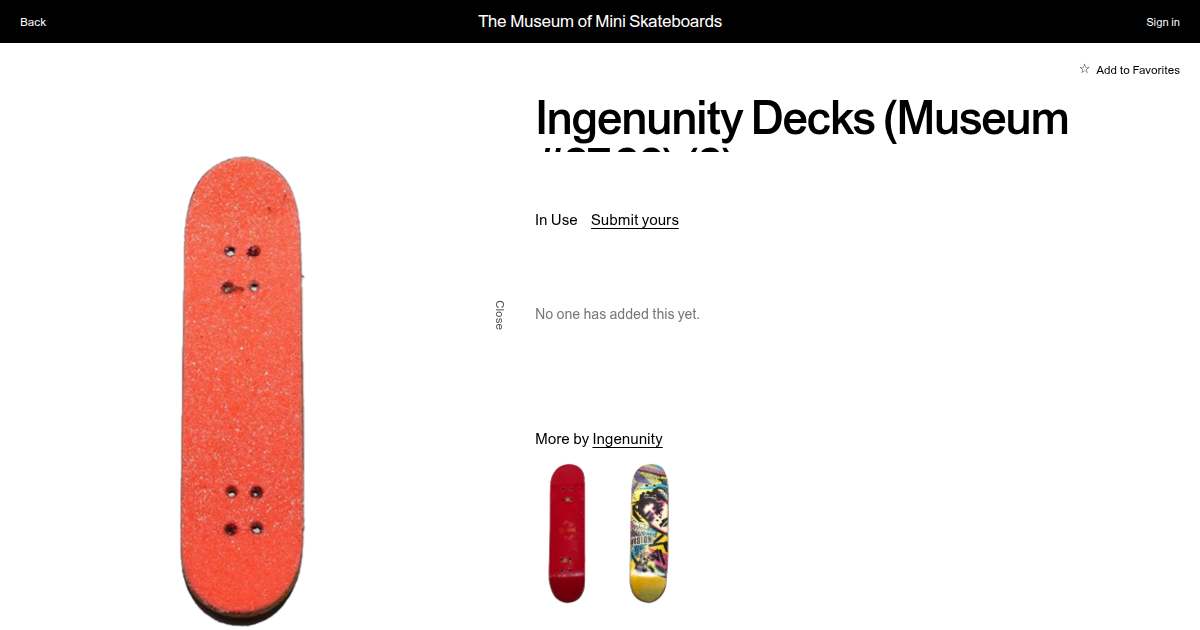 Back
The Museum of Mini Skateboards
Sign in
☆ Add to Favorites
Ingenunity Decks (Museum
In Use
Submit yours
Close
No one has added this yet.
More by Ingenunity